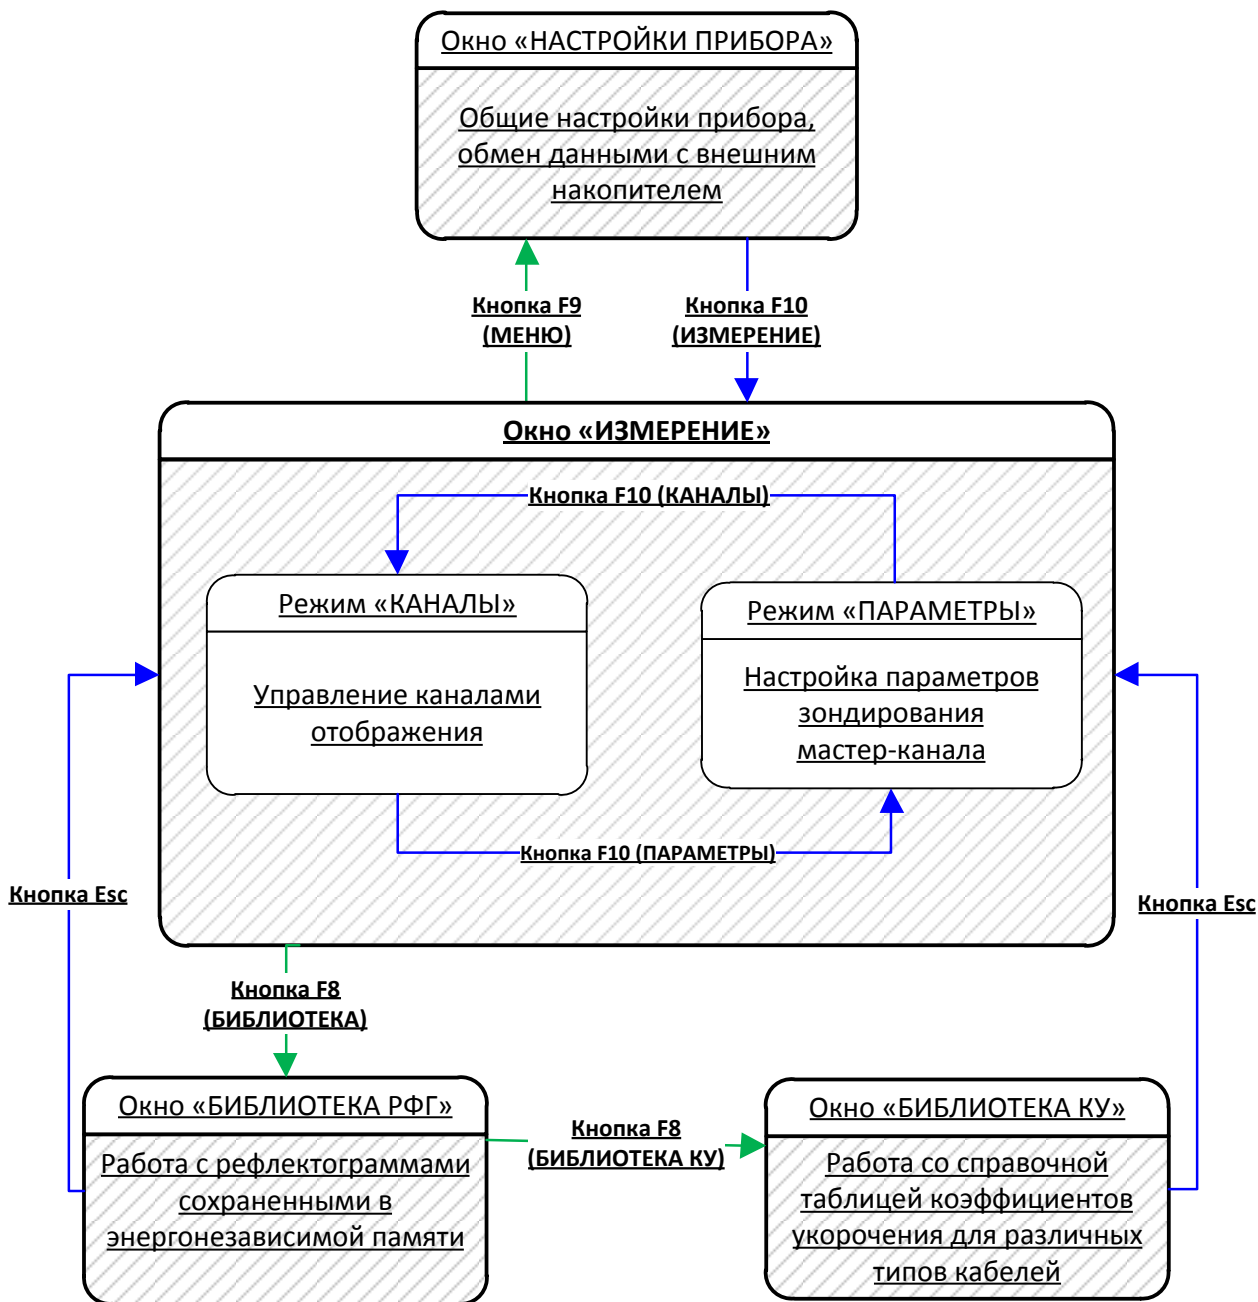 Окно «НАСТРОЙКИ ПРИБОРА»
Общие настройки прибора,
обмен данными с внешним
накопителем
Кнопка F9
(МЕНЮ)
Кнопка F10
(ИЗМЕРЕНИЕ)
Окно «ИЗМЕРЕНИЕ»
Кнопка F10 (КАНАЛЫ)
Режим «КАНАЛЫ»
Управление каналами
отображения
Режим «ПАРАМЕТРЫ»
Настройка параметров
зондирования
мастер-канала
Кнопка F10 (ПАРАМЕТРЫ)
Кнопка Esc
Кнопка Esc
Кнопка F8
(БИБЛИОТЕКА)
Окно «БИБЛИОТЕКА РФГ»
Работа с рефлектограммами
сохраненными в
энергонезависимой памяти
Кнопка F8
(БИБЛИОТЕКА КУ)
Окно «БИБЛИОТЕКА КУ»
Работа со справочной
таблицей коэффициентов
укорочения для различных
типов кабелей